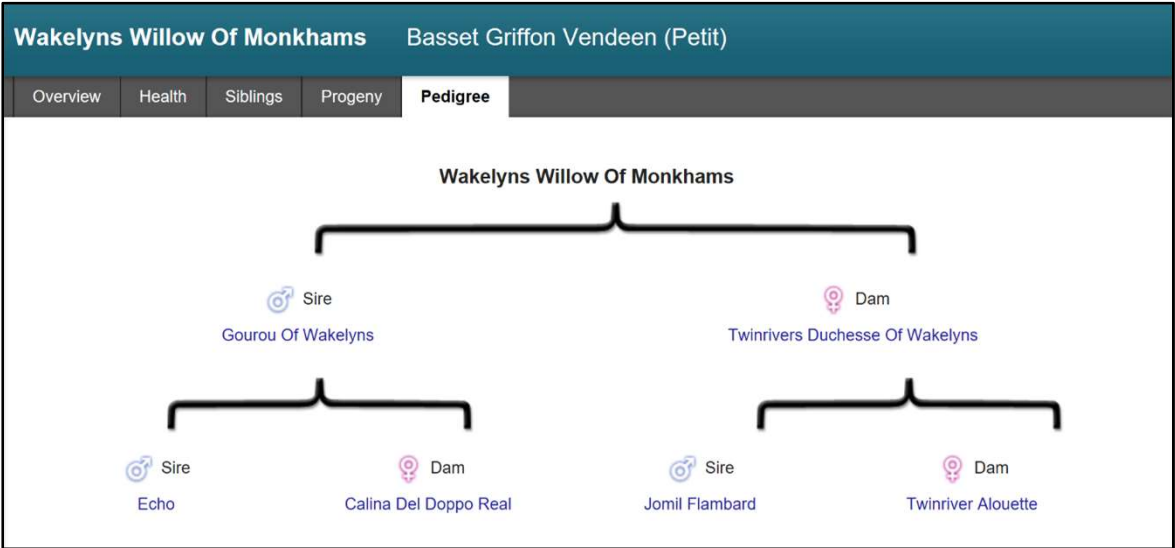 Wakelyns Willow Of Monkhams Basset Griffon Vendeen (Petit)
Overview Health Siblings Progeny Pedigree
Wakelyns Willow Of Monkhams
Sire Dam
Gourou Of Wakelyns Twinrivers Duchesse Of Wakelyns
Sire Dam Sire Dam
Echo Calina Del Doppo Real Jomil Flambard Twinriver Alouette